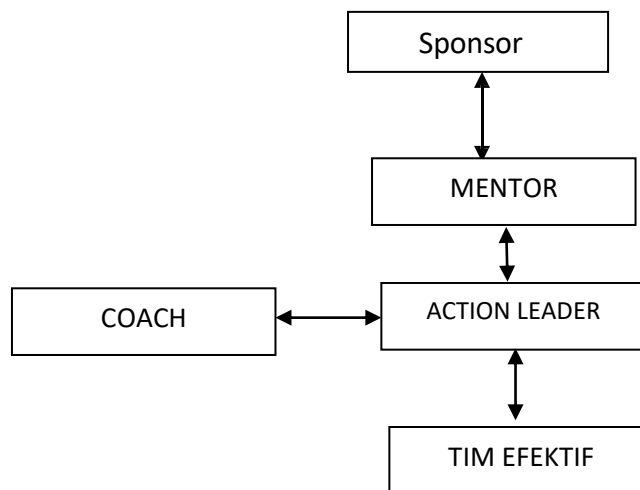 Sponsor
MENTOR
COACH
ACTION LEADER
TIM EFEKTIF